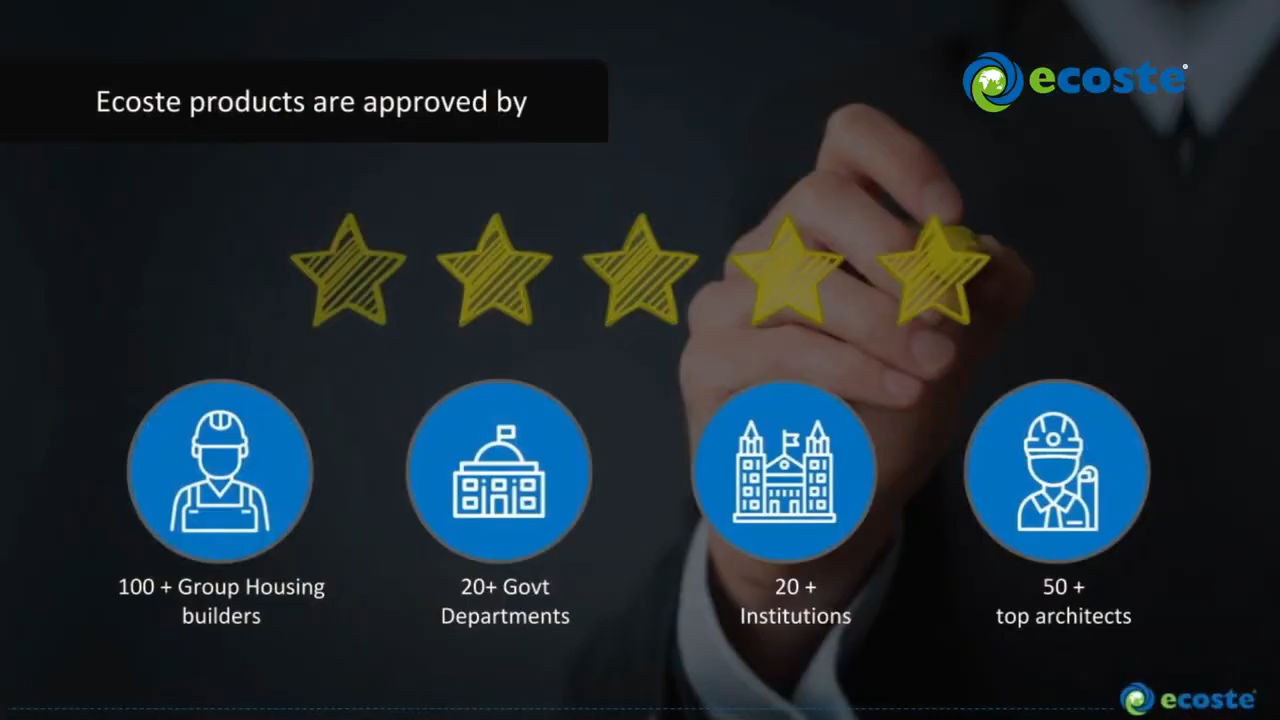 ecoste
Ecoste products are approved by
100 + Group Housing
builders
20+ Govt
Departments
20 +
Institutions
50 +
top architects
ecoste